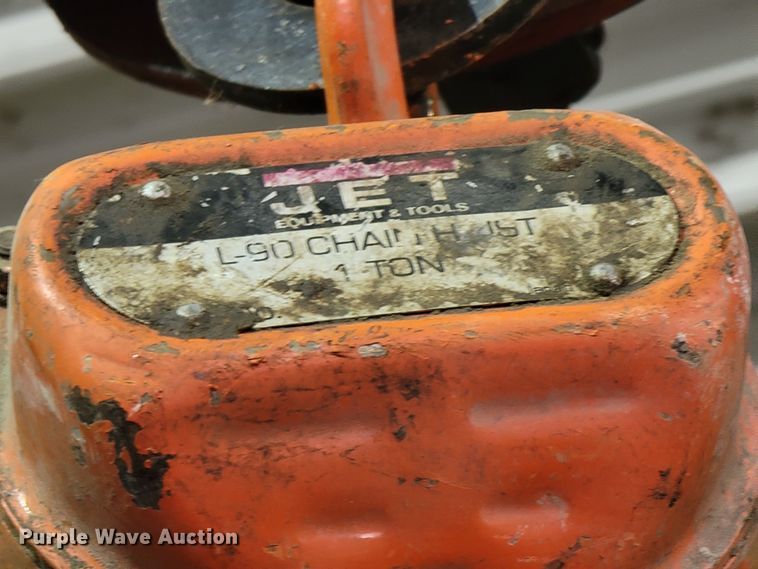 JET
EQUIPMENT & TOOLS
L-90 CHAIN HOIST
1 TON
Purple Wave Auction